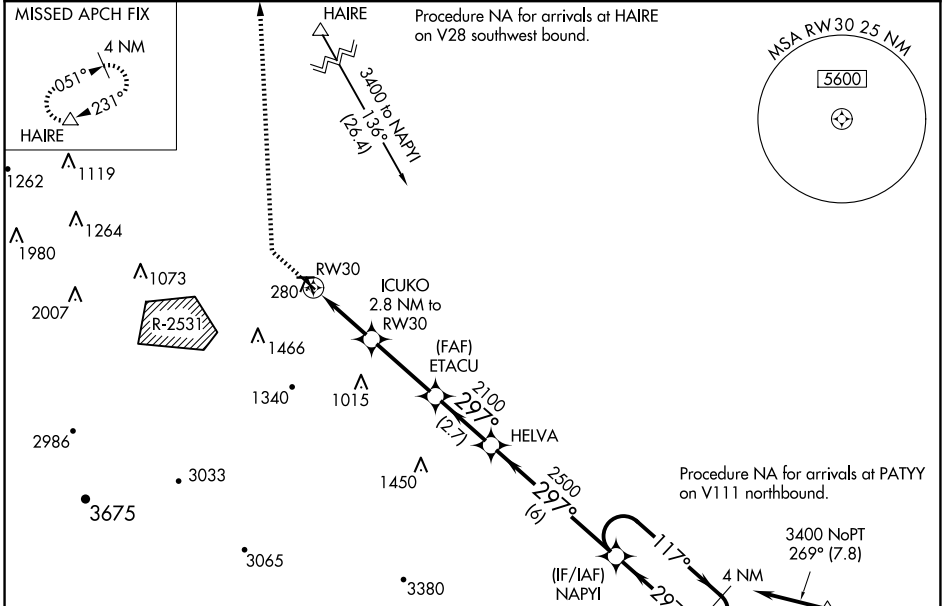 MISSED APCH FIX
4 NM
051°
231°
HAIRE
HAIRE
3400 to NAPYI
136°
(26.4)
Procedure NA for arrivals at HAIRE
on V28 southwest bound.
MSA RW30 25 NM
5600
1262
1119
1264
1980
1073
2007
R-2531
280
RW30
ICUKO
2.8 NM to
RW30
1466
(FAF)
ETACU
1340
1015
2100
297°
(2.7)
HELVA
2986
1450
2500
297°
(6)
3033
3675
Procedure NA for arrivals at PATYY
on V111 northbound.
3400 NoPT
269° (7.8)
117°
4 NM
3065
3380
(IF/IAF)
NAPYI